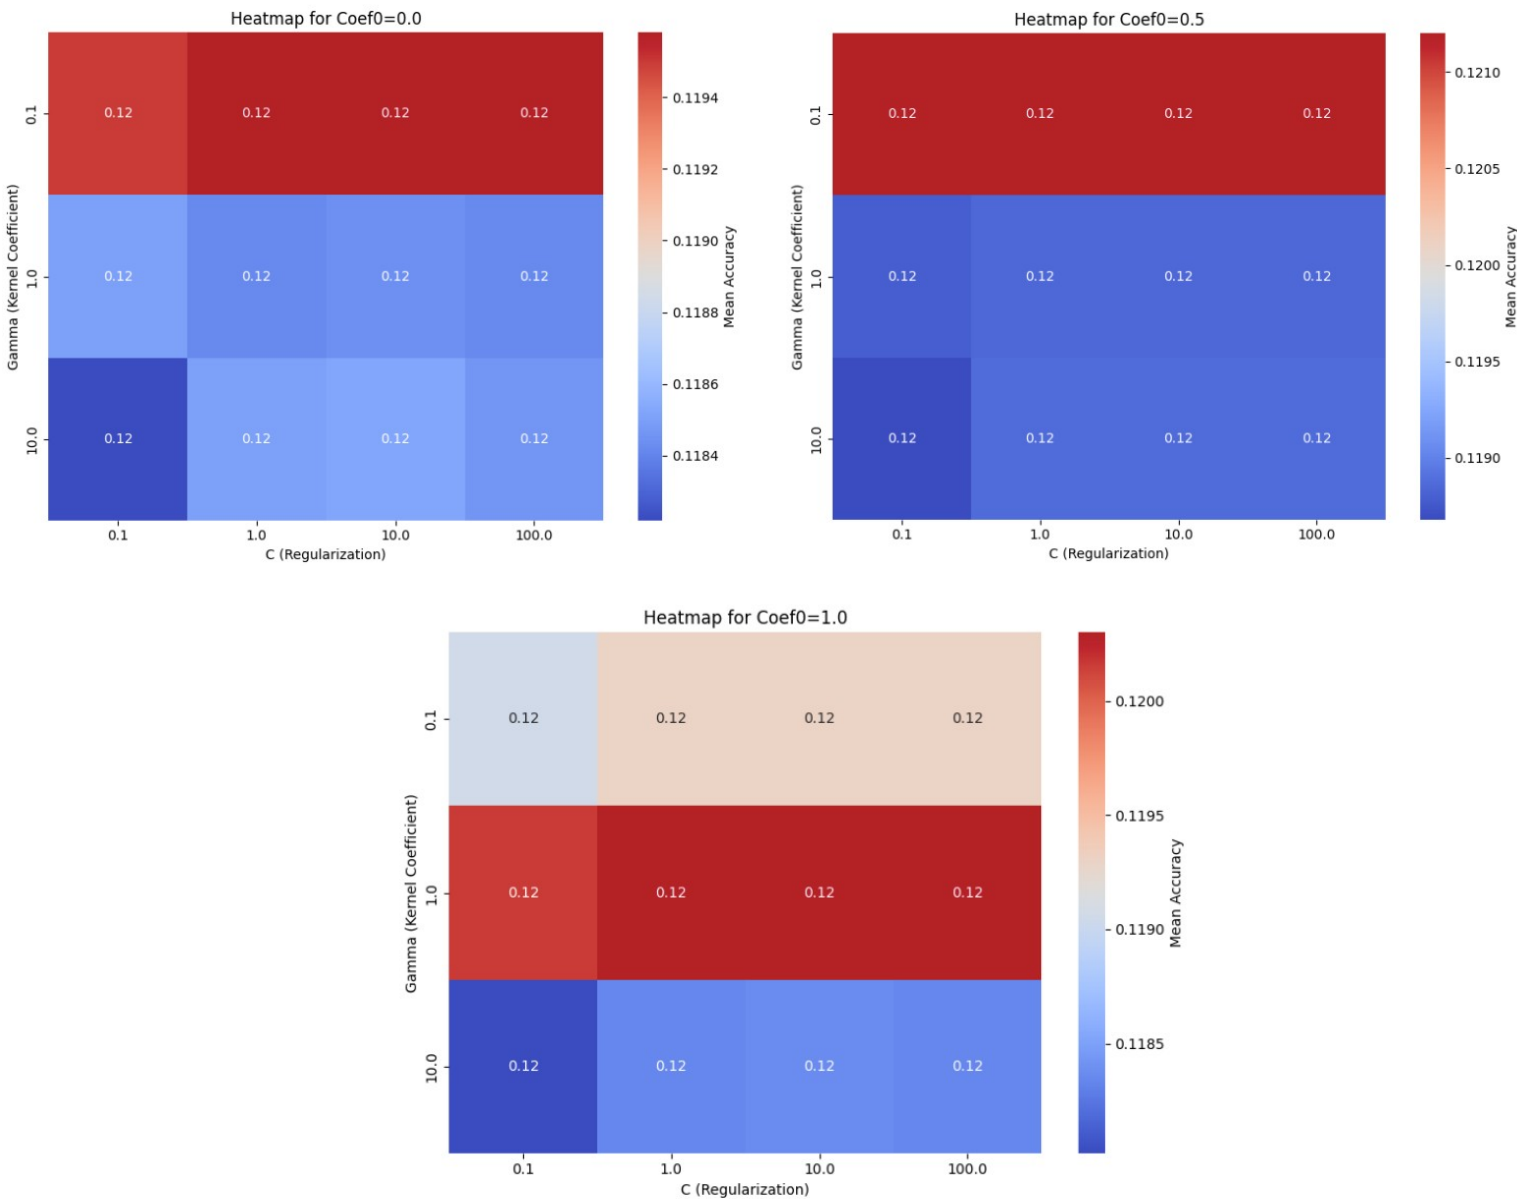 Heatmap for Coef0=0.0
0.1
0.12 0.12 0.12 0.12
1.0
0.12 0.12 0.12 0.12
10.0
0.12 0.12 0.12 0.12
Gamma (Kernel Coefficient)
0.1 1.0 10.0 100.0
C (Regularization)
0.1194
0.1192
0.1190
0.1188
0.1186
0.1184
Mean Accuracy
Heatmap for Coef0=0.5
0.1
0.12 0.12 0.12 0.12
1.0
0.12 0.12 0.12 0.12
10.0
0.12 0.12 0.12 0.12
Gamma (Kernel Coefficient)
0.1 1.0 10.0 100.0
C (Regularization)
0.1210
0.1205
0.1200
0.1195
0.1190
Mean Accuracy
Heatmap for Coef0=1.0
0.1
0.12 0.12 0.12 0.12
1.0
0.12 0.12 0.12 0.12
10.0
0.12 0.12 0.12 0.12
Gamma (Kernel Coefficient)
0.1 1.0 10.0 100.0
C (Regularization)
0.1200
0.1195
0.1190
0.1185
Mean Accuracy